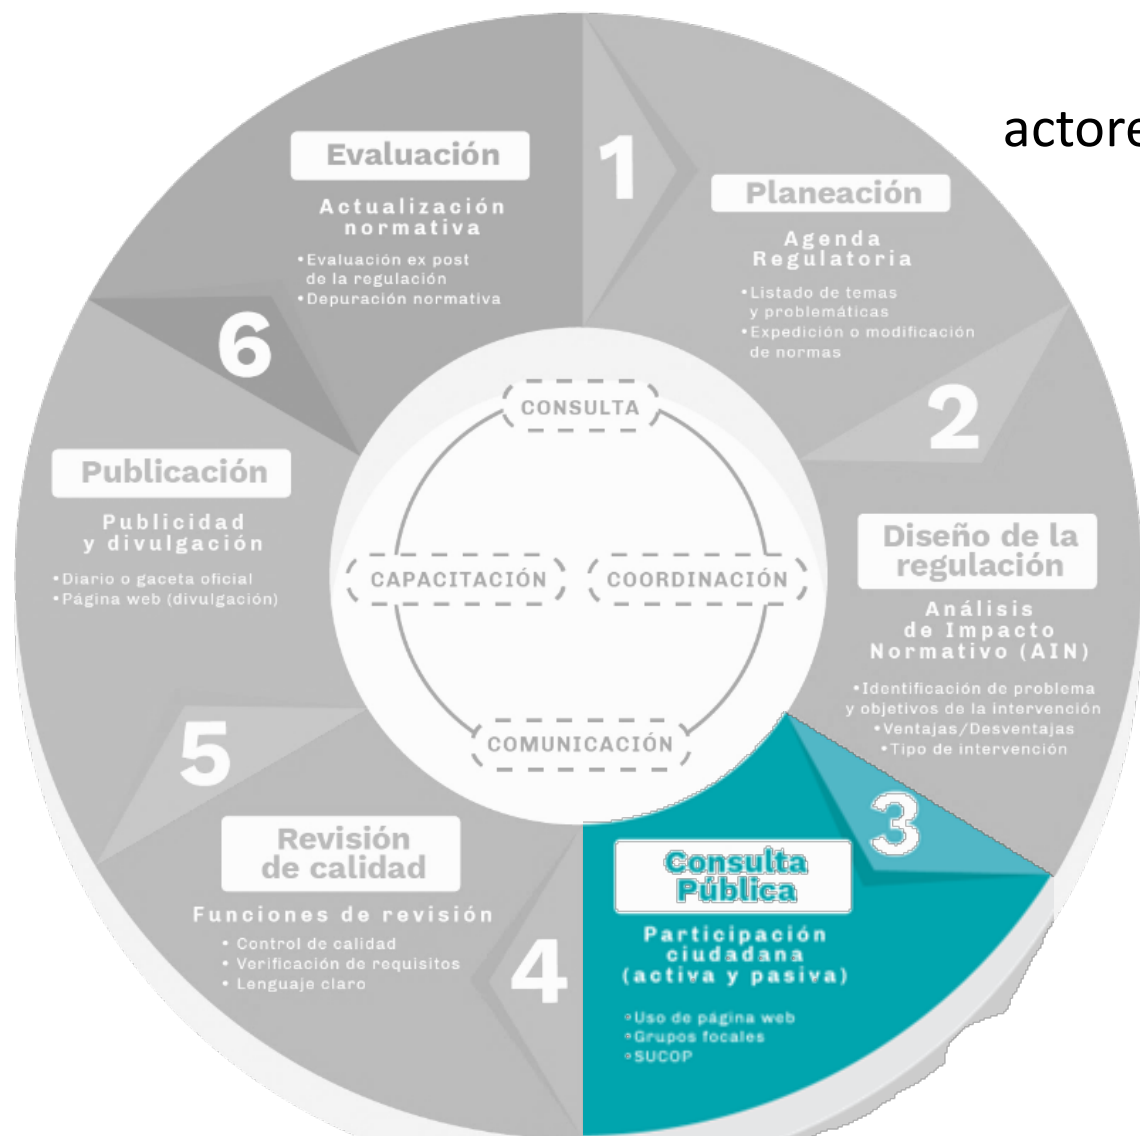 actore
1
Planeación
Agenda
Regulatoria
•Listado de temas
y problemáticas
•Expedición o modificación
de normas
2
Diseño de la
regulación
Análisis
de Impacto
Normativo (AIN)
•Identificación de problema
y objetivos de la intervención
•Ventajas/Desventajas
•Tipo de intervención
3
Consulta
Pública
Participación
ciudadana
(activa y pasiva)
•Uso de página web
•Grupos focales
•SUCOP
4
Revisión
de calidad
Funciones de revisión
• Control de calidad
• Verificación de requisitos
• Lenguaje claro
5
Publicación
Publicidad
y divulgación
•Diario o gaceta oficial
•Página web (divulgación)
6
Evaluación
Actualización
normativa
•Evaluación ex post
de la regulación
•Depuración normativa
CONSULTA
CAPACITACIÓN
COORDINACIÓN
COMUNICACIÓN